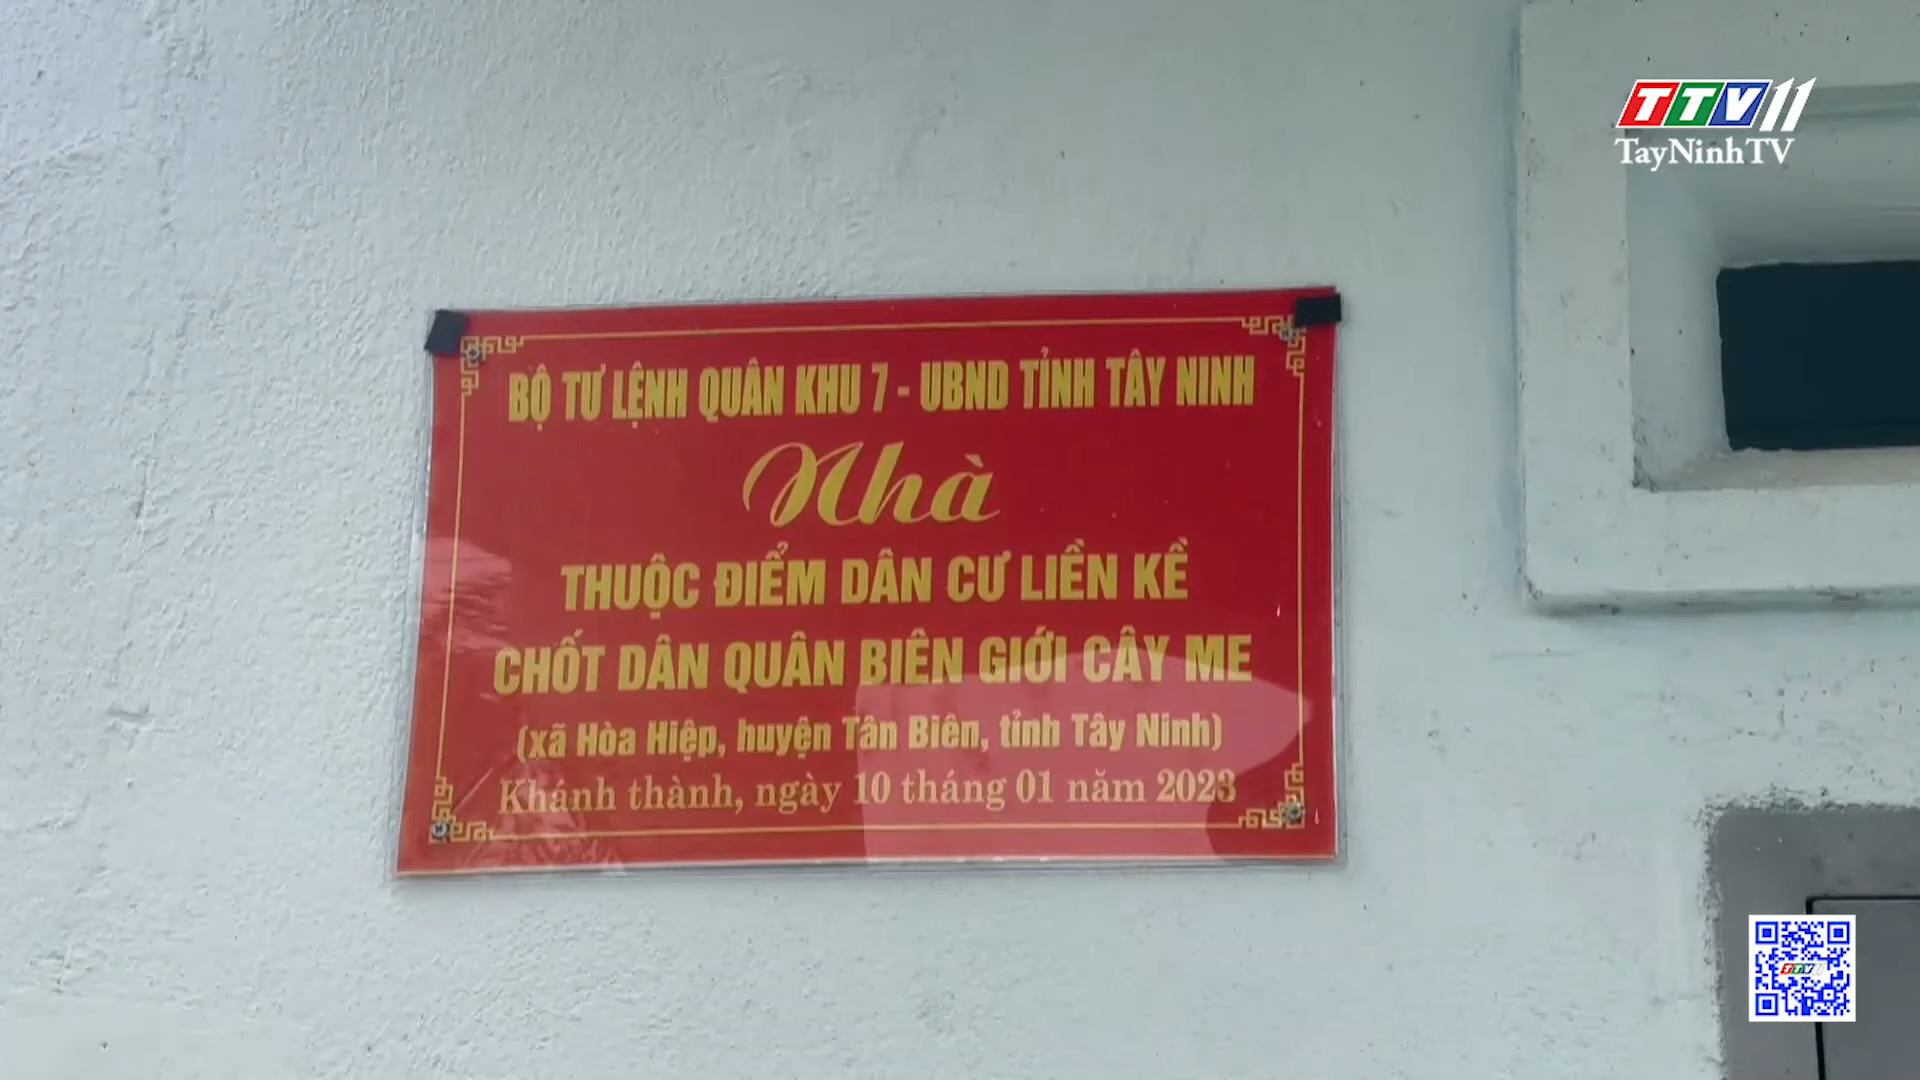 TTV11
TayNinhTV
BỘ TƯ LỆNH QUÂN KHU 7 - UBND TỈNH TÂY NINH
Nhà
THUỘC ĐIỂM DÂN CƯ LIỀN KỀ
CHỐT DÂN QUÂN BIÊN GIỚI CÂY ME
(xã Hòa Hiệp, huyện Tân Biên, tỉnh Tây Ninh)
Khánh thành, ngày 10 tháng 01 năm 2023
TTV11